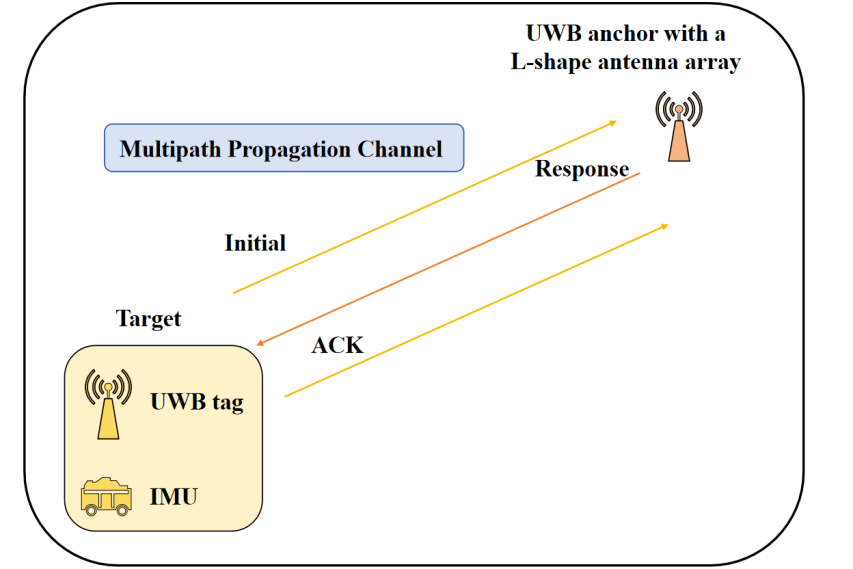 UWB anchor with a
L-shape antenna array
Multipath Propagation Channel
Response
Initial
Target
ACK
UWB tag
IMU